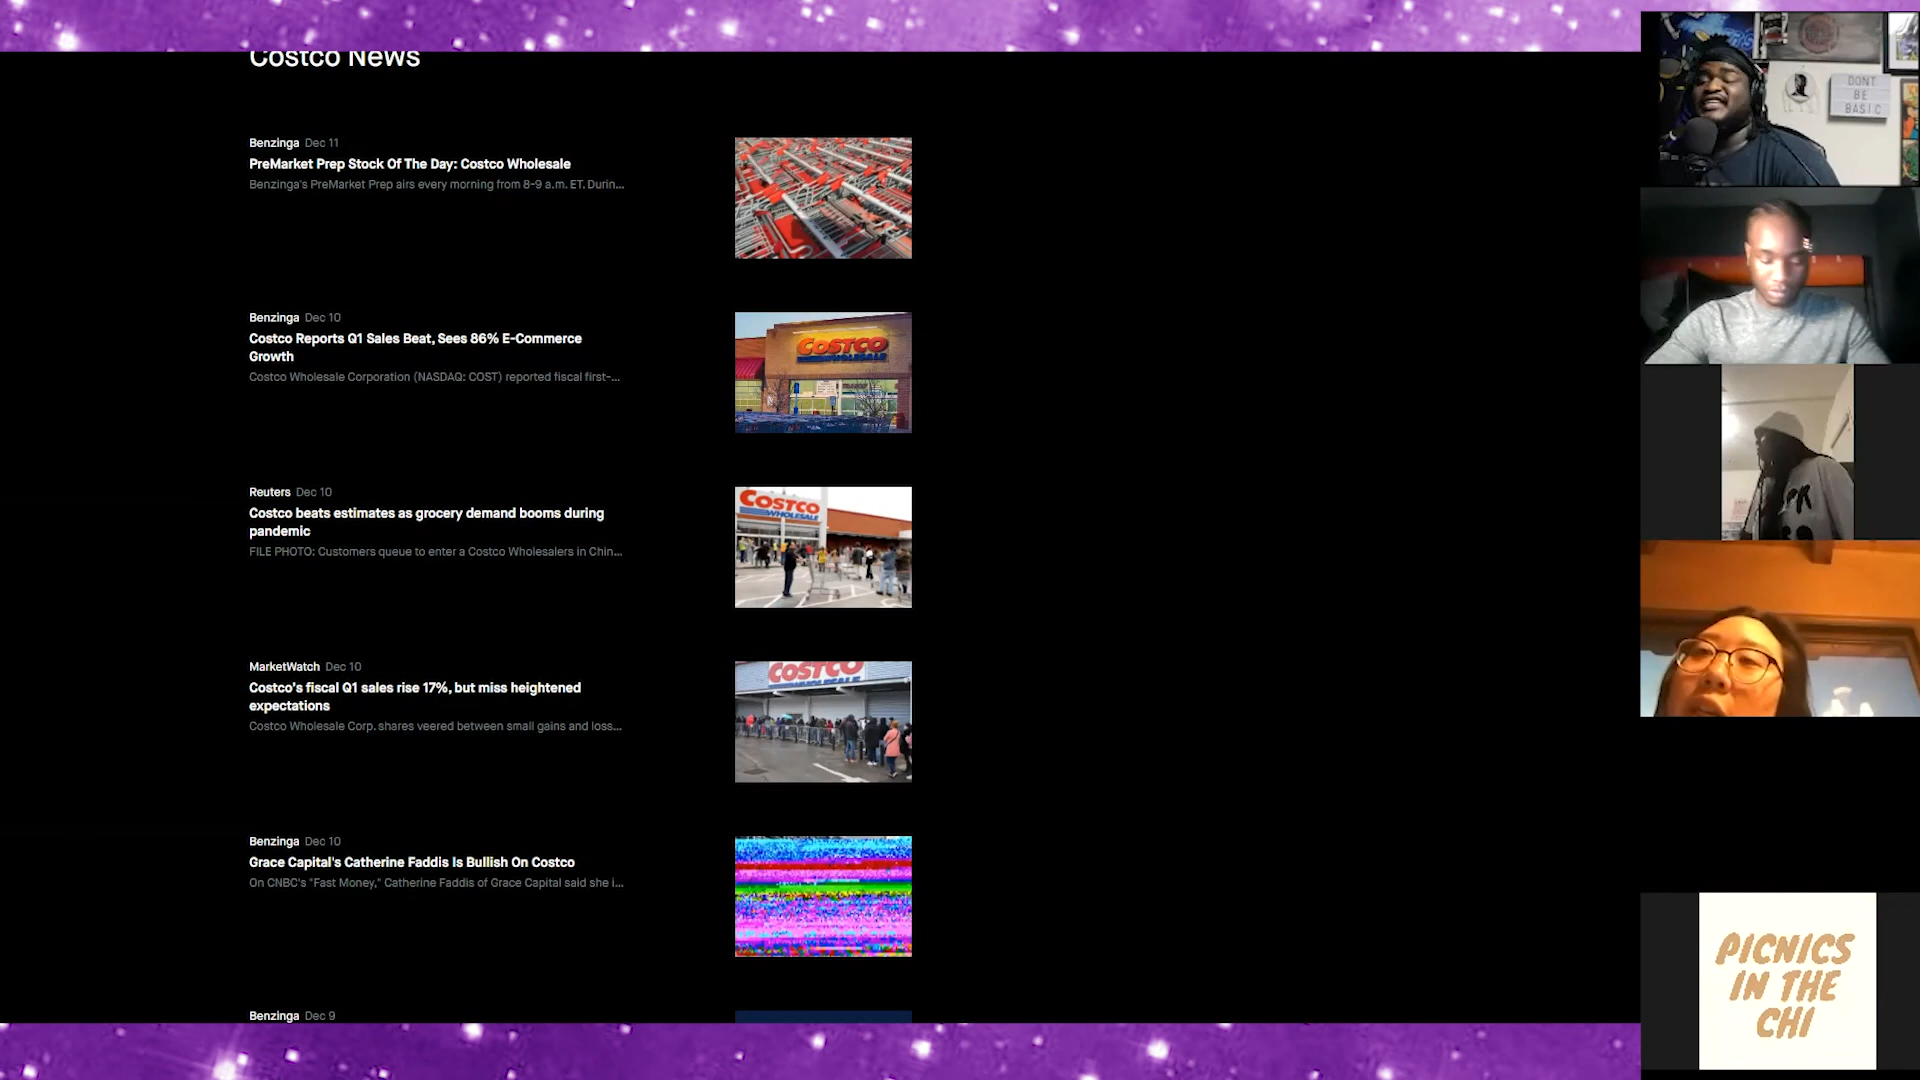 Costco News
Benzinga Dec 11
PreMarket Prep Stock Of The Day: Costco Wholesale
Benzinga's PreMarket Prep airs every morning from 8-9 a.m. ET. Durin...
Benzinga Dec 10
Costco Reports Q1 Sales Beat, Sees 86% E-Commerce
Growth
Costco Wholesale Corporation (NASDAQ: COST) reported fiscal first-...
COSTCO
WHOLESALE
Reuters Dec 10
Costco beats estimates as grocery demand booms during
pandemic
FILE PHOTO: Customers queue to enter a Costco Wholesalers in Chin...
COSTCO
WHOLESALE
MarketWatch Dec 10
Costco's fiscal Q1 sales rise 17%, but miss heightened
expectations
Costco Wholesale Corp. shares veered between small gains and loss...
COSTCO
WHOLESALE
Benzinga Dec 10
Grace Capital's Catherine Faddis Is Bullish On Costco
On CNBC's "Fast Money," Catherine Faddis of Grace Capital said she i...
Benzinga Dec 9
DONT
BE
BASIC
PICNICS
IN THE
CHI